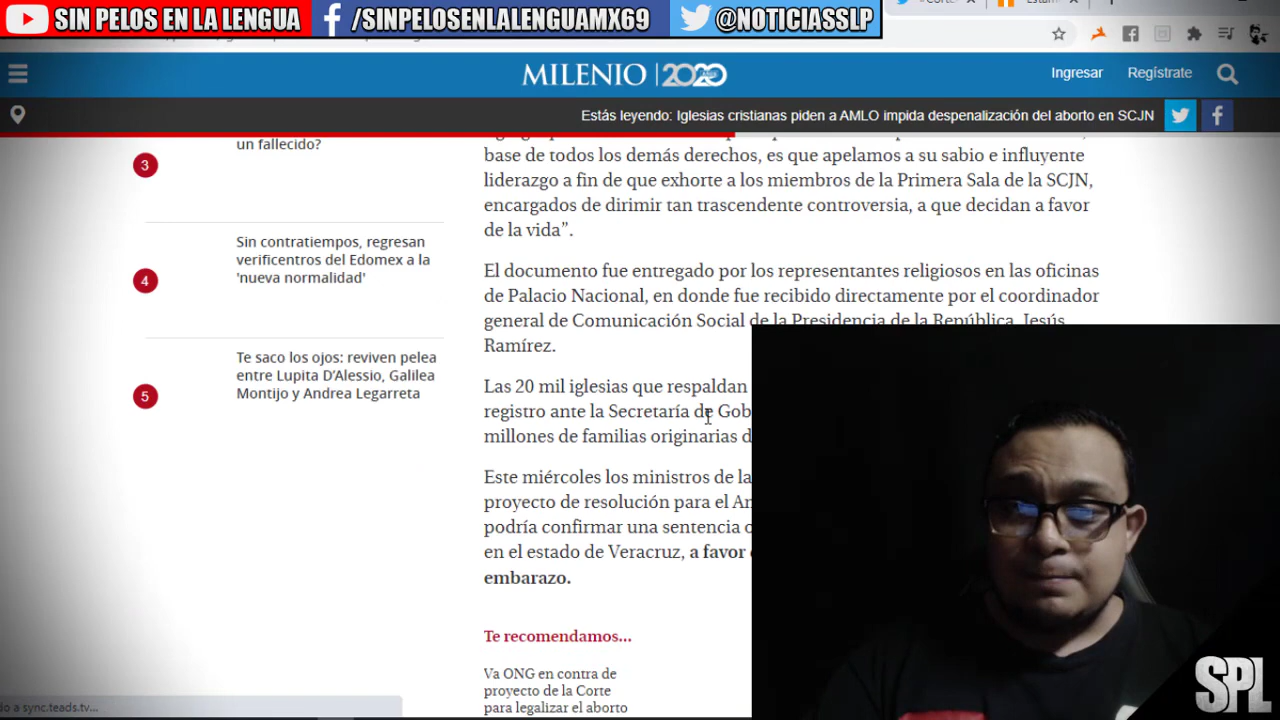 SIN PELOS EN LA LENGUA
/SINPELOSENLALENGUAMX69
@NOTICIASSLP
MILENIO 2020
Ingresar
Regístrate
Estás leyendo: Iglesias cristianas piden a AMLO impida despenalización del aborto en SCJN
un fallecido?
3
Sin contratiempos, regresan
verificentros del Edomex a la
'nueva normalidad'
4
Te saco los ojos: reviven pelea
entre Lupita D'Alessio, Galilea
Montijo y Andrea Legarreta
5
base de todos los demás derechos, es que apelamos a su sabio e influyente
liderazgo a fin de que exhorte a los miembros de la Primera Sala de la SCJN,
encargados de dirimir tan trascendente controversia, a que decidan a favor
de la vida”.
El documento fue entregado por los representantes religiosos en las oficinas
de Palacio Nacional, en donde fue recibido directamente por el coordinador
general de Comunicación Social de la Presidencia de la República, Jesús
Ramírez.
Las 20 mil iglesias que respaldan
registro ante la Secretaría de Gob
millones de familias originarias d
Este miércoles los ministros de la
proyecto de resolución para el
podría confirmar una sentencia
en el estado de Veracruz, a favor
embarazo.
Te recomendamos...
Va ONG en contra de
proyecto de la Corte
para legalizar el aborto
do a sync.teads.tv...
SPL